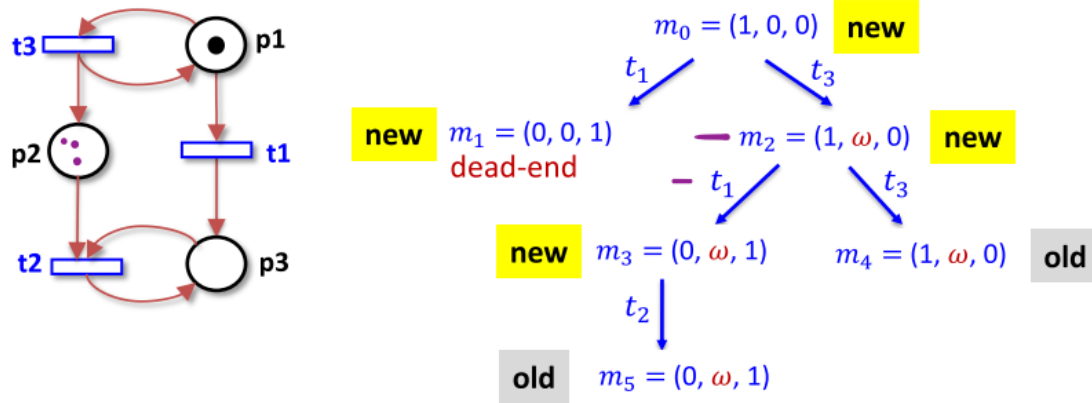 t3
p1
p2
t1
t2
p3
m₀ = (1, 0, 0) new
t₁
t₃
new m₁ = (0, 0, 1)
dead-end
m₂ = (1, ω, 0) new
t₁
t₃
new m₃ = (0, ω, 1)
m₄ = (1, ω, 0) old
t₂
old m₅ = (0, ω, 1)